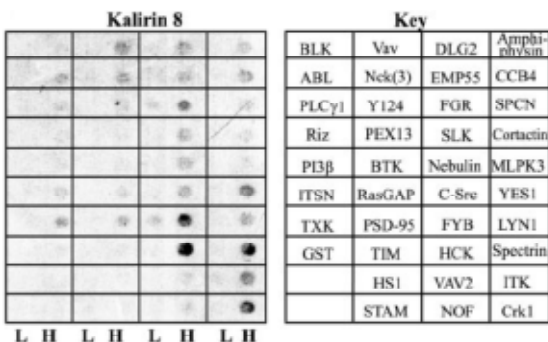 Kalirin 8 Key
BLK Vav DLG2 Amphi-
physin
ABL Nck(3) EMP55 CCB4
PLCγ1 Y124 FGR SPCN
Riz PEX13 SLK Cortactin
PI3β BTK Nebulin MLPK3
ITSN RasGAP C-Src YES1
TXK PSD-95 FYB LYN1
GST TIM HCK Spectrin
HS1 VAV2 ITK
STAM NOF Crk1
L H L H L H L H